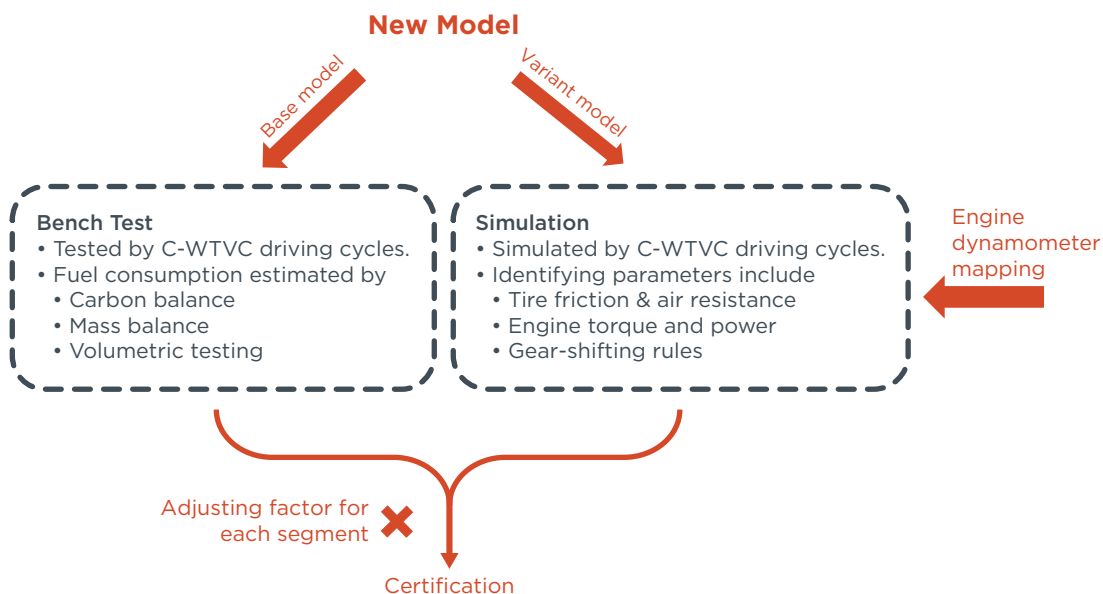 New Model
Base model
Variant model
Bench Test
• Tested by C-WTVC driving cycles.
• Fuel consumption estimated by
• Carbon balance
• Mass balance
• Volumetric testing
Simulation
• Simulated by C-WTVC driving cycles.
• Identifying parameters include
• Tire friction & air resistance
• Engine torque and power
• Gear-shifting rules
Engine
dynamometer
mapping
Adjusting factor for
each segment
Certification